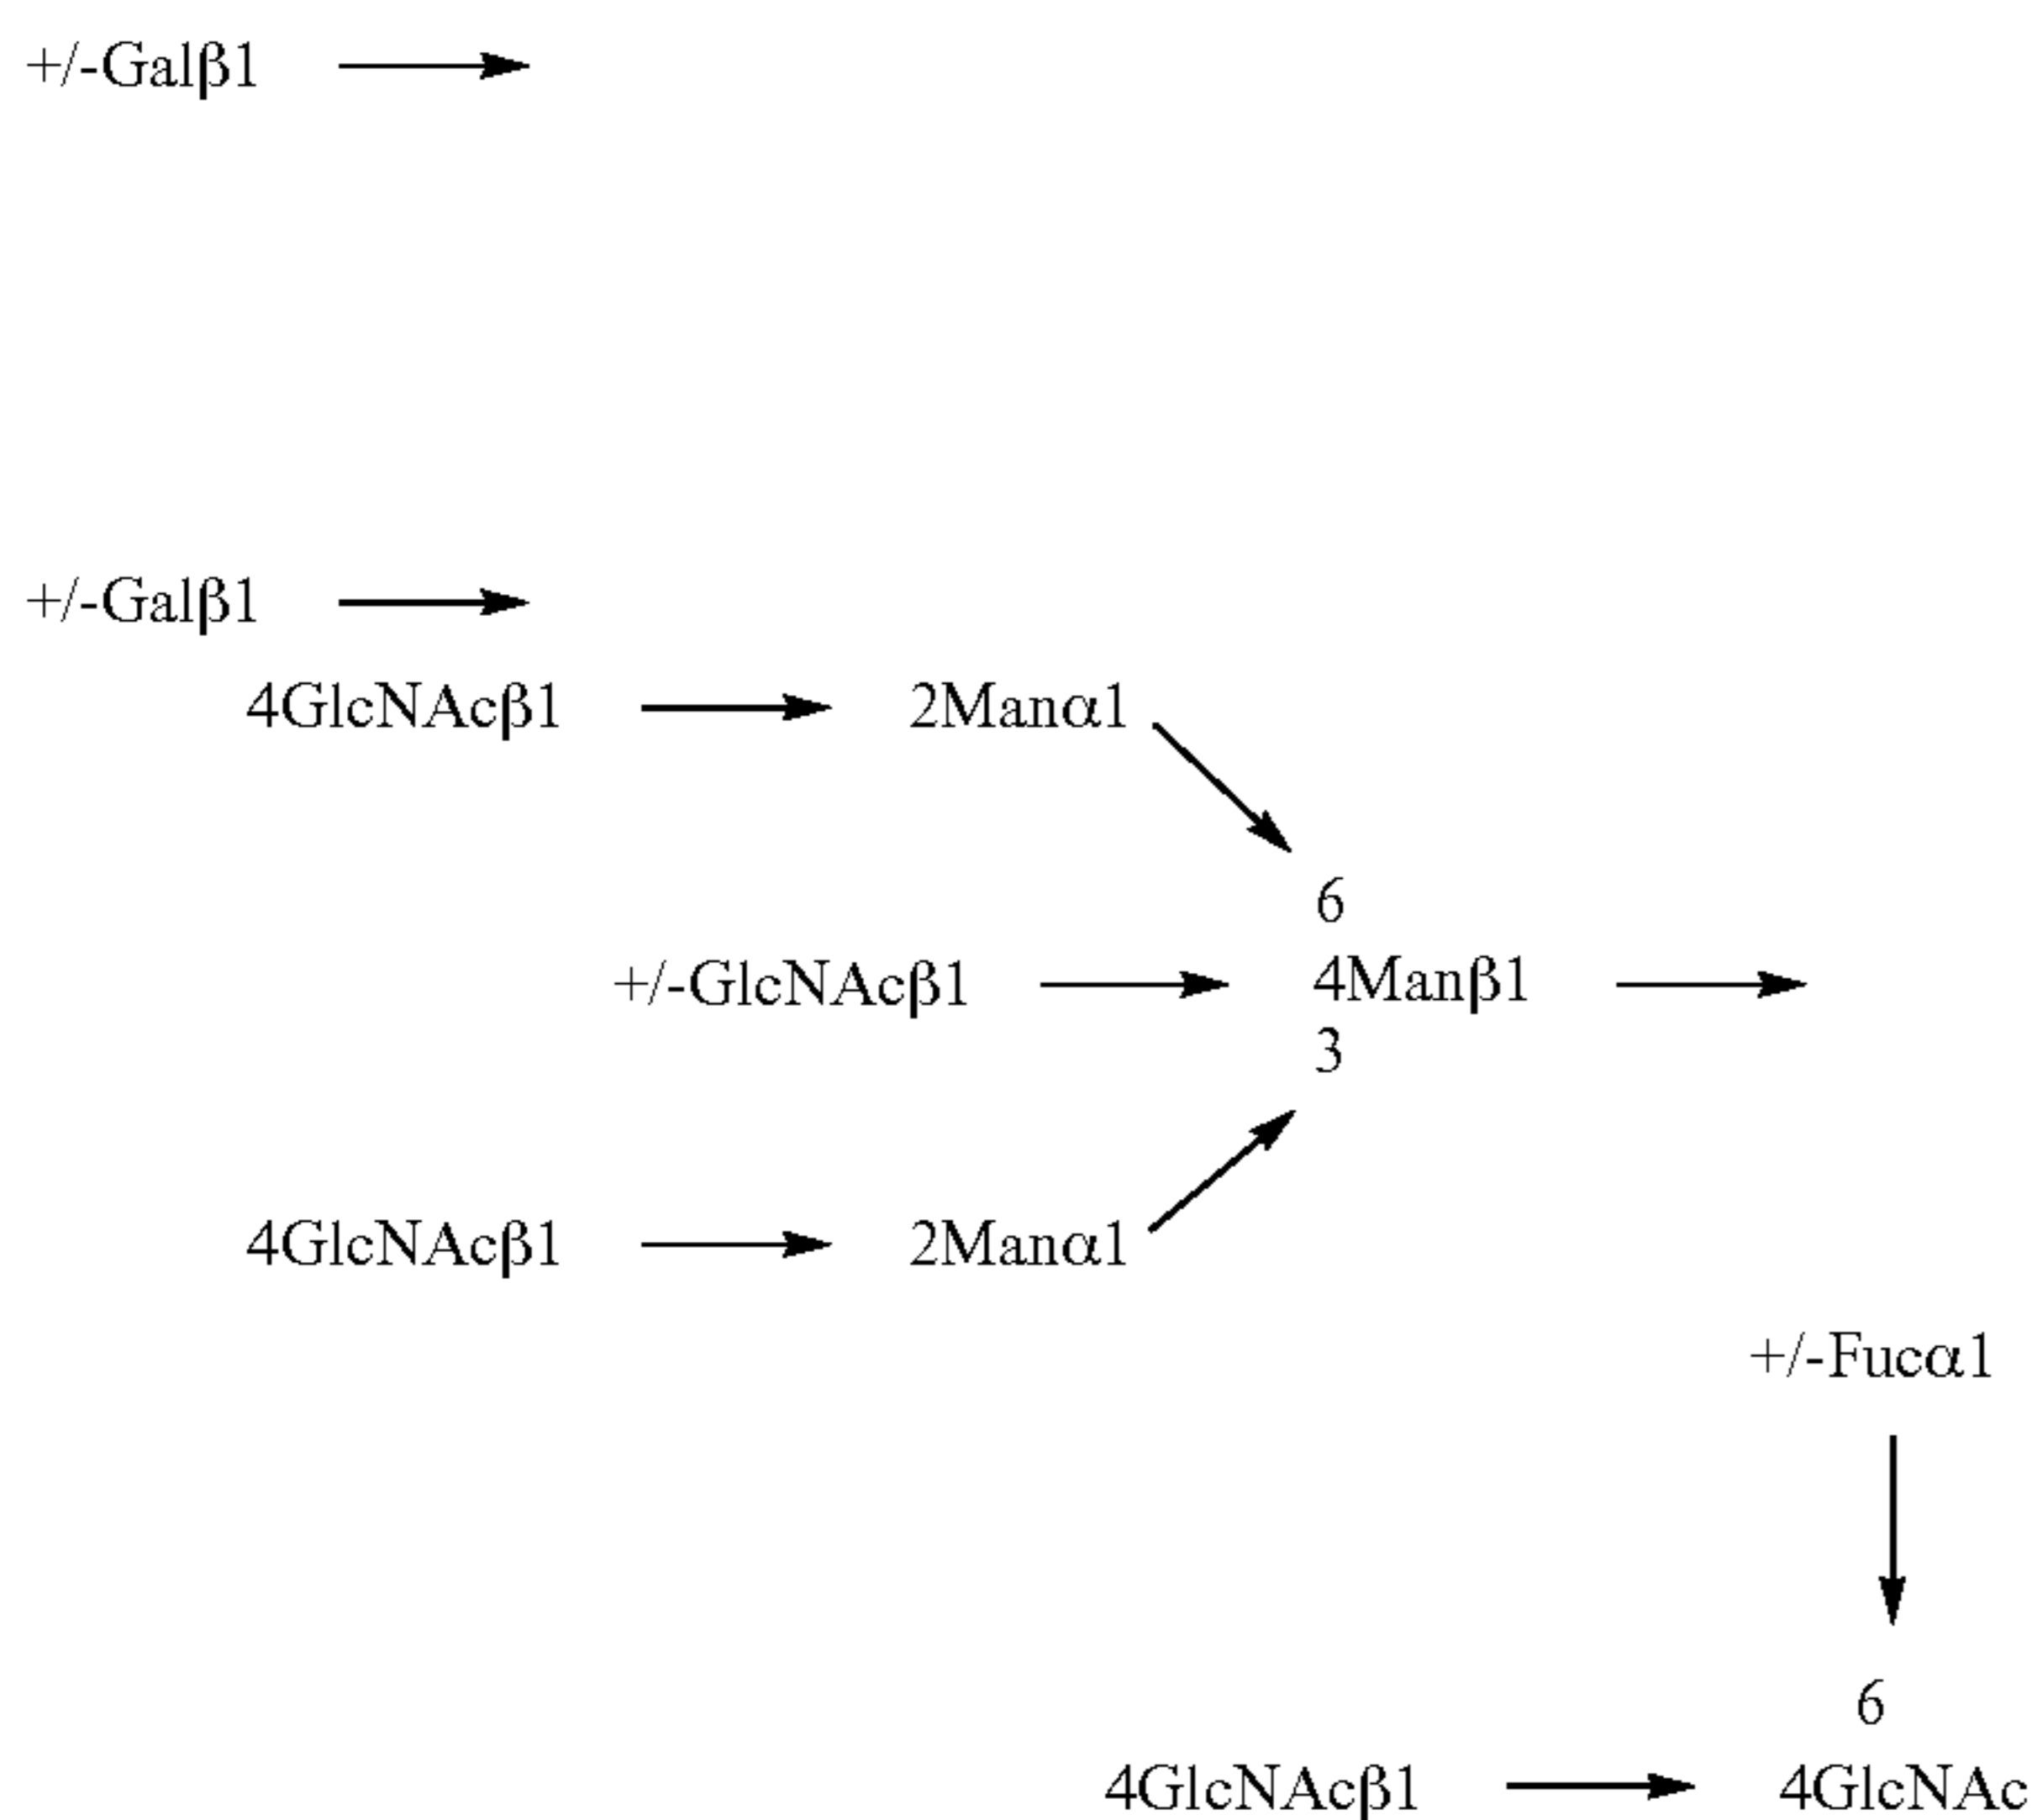 +/-Galβ1
+/-Galβ1
4GlcNAcβ1 2Manα1
6
+/-GlcNAcβ1 4Manβ1
3
4GlcNAcβ1 2Manα1
+/-Fucα1
6
4GlcNAcβ1 4GlcNAc